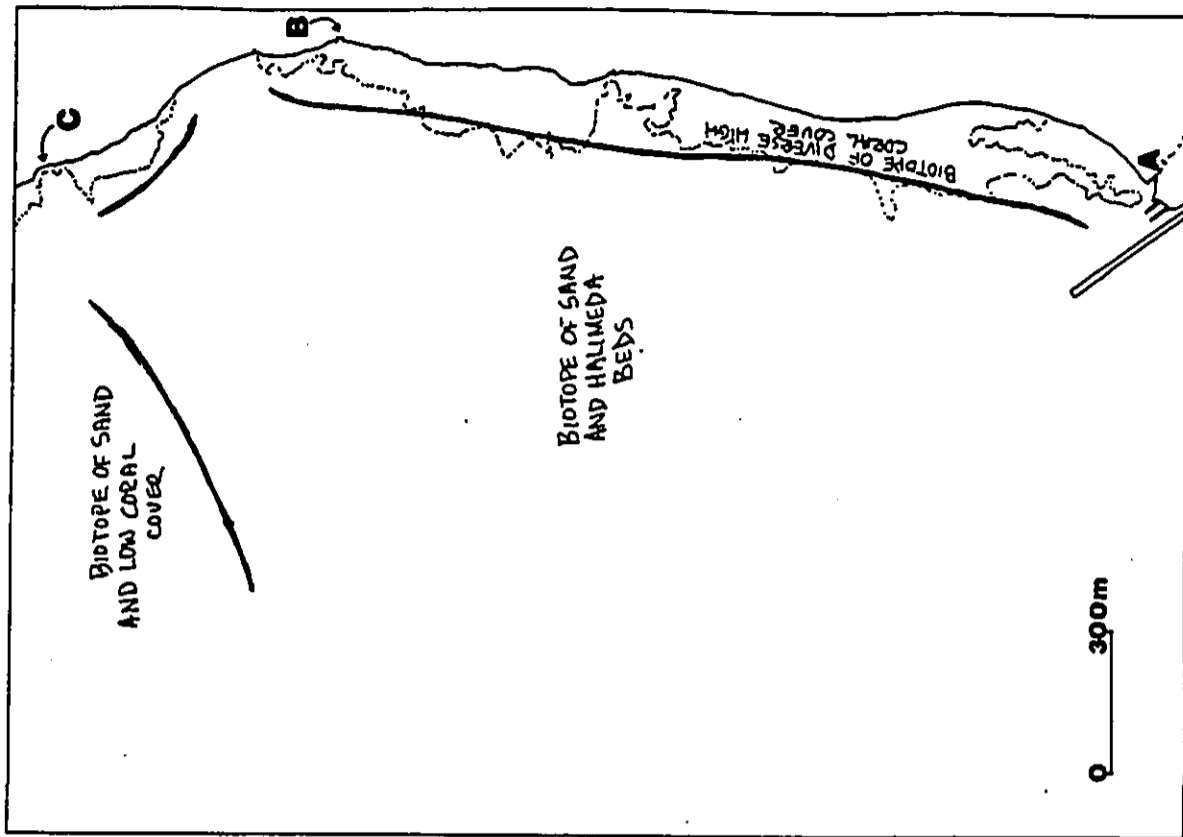 C
B
BIOTOPE OF SAND
AND LOW CORAL
COVER
BIOTOPE OF SAND
AND HALIMEDA
BEDS
BIOTOPE OF
DIVERSE HIGH
CORAL COVER
A
0 300m